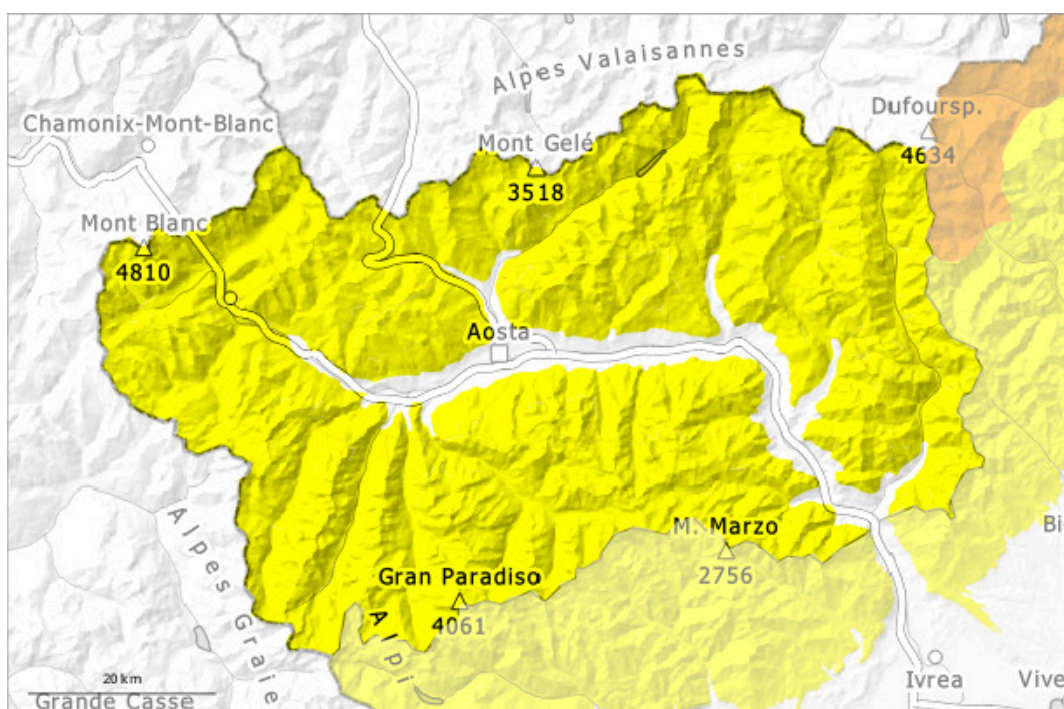 Alpes Valaisannes
Chamonix-Mont-Blanc
Dufoursp.
4634
Mont Gelé
3518
Mont Blanc
4810
Aosta
Alpes Graie
M. Marzo
2756
Gran Paradiso
4061
Alpi
Bi
20 km
Grande Casse
Ivrea
Vive